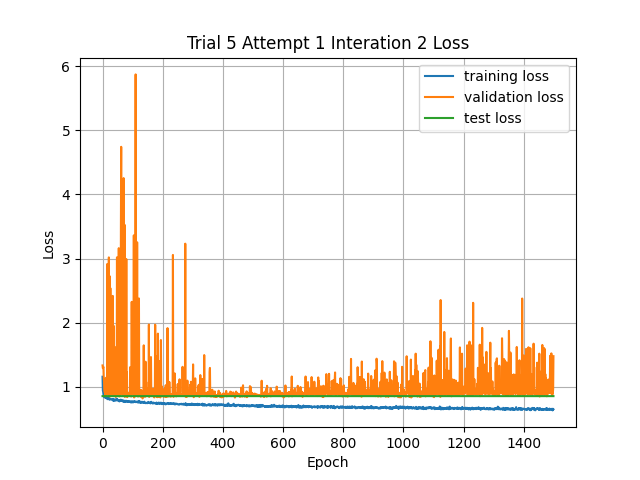 Trial 5 Attempt 1 Interation 2 Loss
training loss
validation loss
test loss
Loss
6
5
4
3
2
1
0 200 400 600 800 1000 1200 1400
Epoch